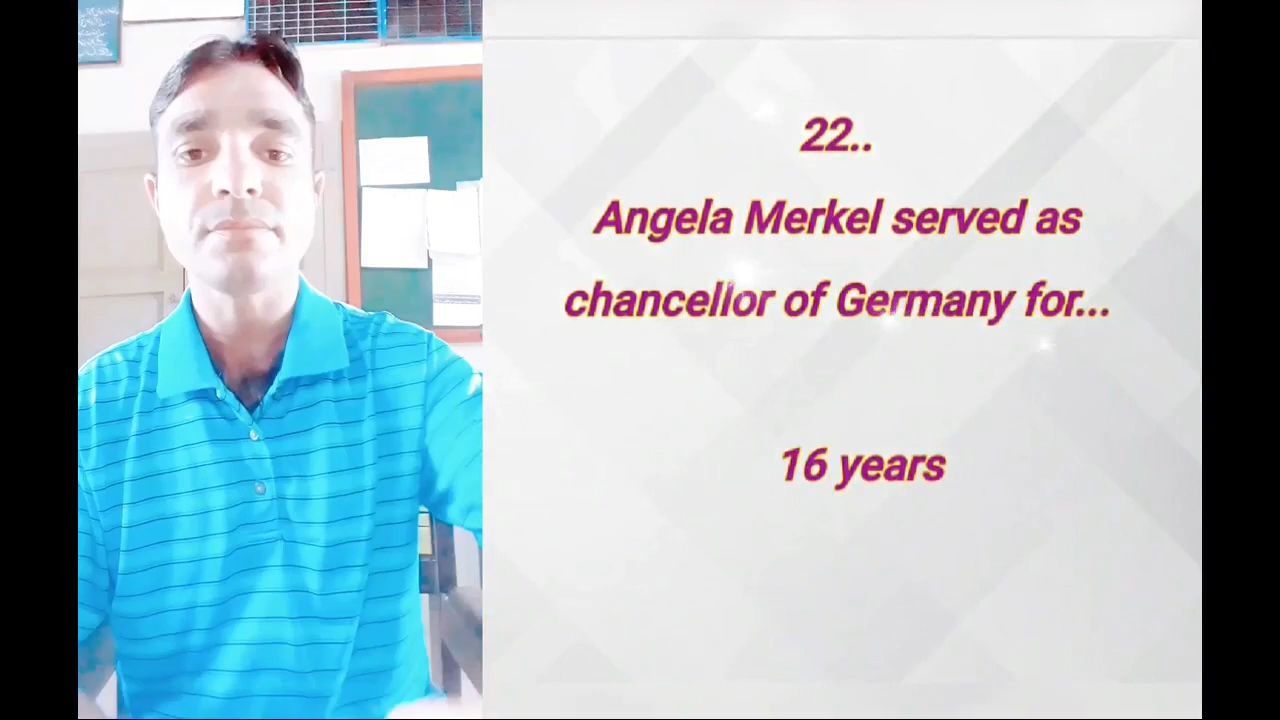 22..
Angela Merkel served as
chancellor of Germany for...
16 years